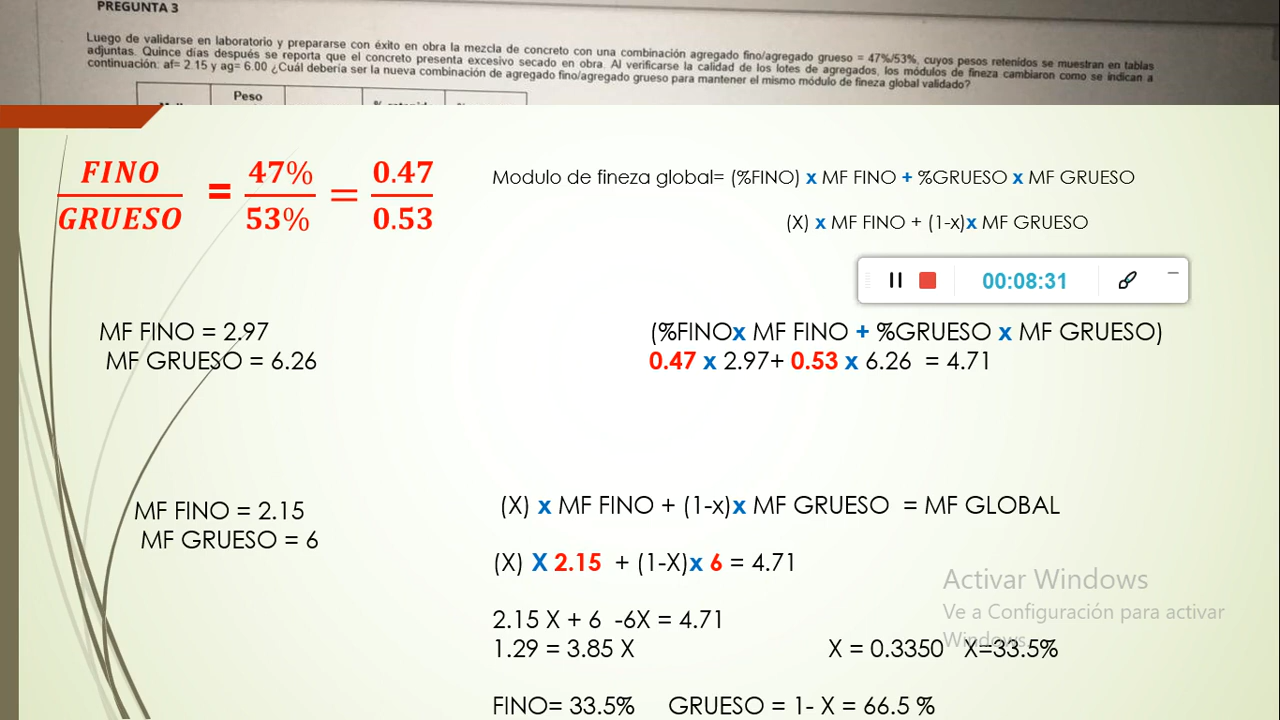 PREGUNTA 3
Luego de validarse en laboratorio y prepararse con éxito en obra la mezcla de concreto con una combinación agregado fino/agregado grueso = 47%/53%, cuyos pesos retenidos se muestran en tablas
adjuntas. Quince días después se reporta que el concreto presenta excesivo secado en obra. Al verificarse la calidad de los lotes de agregados, los módulos de fineza cambiaron como se indican a
continuación: af= 2.15 y ag= 6.00 ¿Cuál debería ser la nueva combinación de agregado fino/agregado grueso para mantener el mismo módulo de fineza global validado?
Peso
FINO/GRUESO = 47%/53% = 0.47/0.53
Modulo de fineza global= (%FINO) x MF FINO + %GRUESO x MF GRUESO
(X) x MF FINO + (1-x)x MF GRUESO
00:08:31
MF FINO = 2.97
MF GRUESO = 6.26
(%FINOx MF FINO + %GRUESO x MF GRUESO)
0.47 x 2.97+ 0.53 x 6.26 = 4.71
MF FINO = 2.15
MF GRUESO = 6
(X) x MF FINO + (1-x)x MF GRUESO = MF GLOBAL
(X) X 2.15 + (1-X)x 6 = 4.71
2.15 X + 6 -6X = 4.71
1.29 = 3.85 X
X = 0.3350 X=33.5%
FINO= 33.5% GRUESO = 1- X = 66.5 %
Activar Windows
Ve a Configuración para activar
Windows.